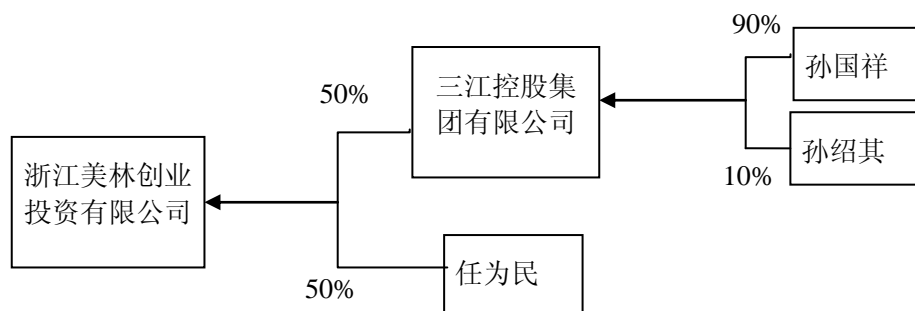 90%
孙国祥
三江控股集
团有限公司
50%
孙绍其
10%
浙江美林创业
投资有限公司
任为民
50%